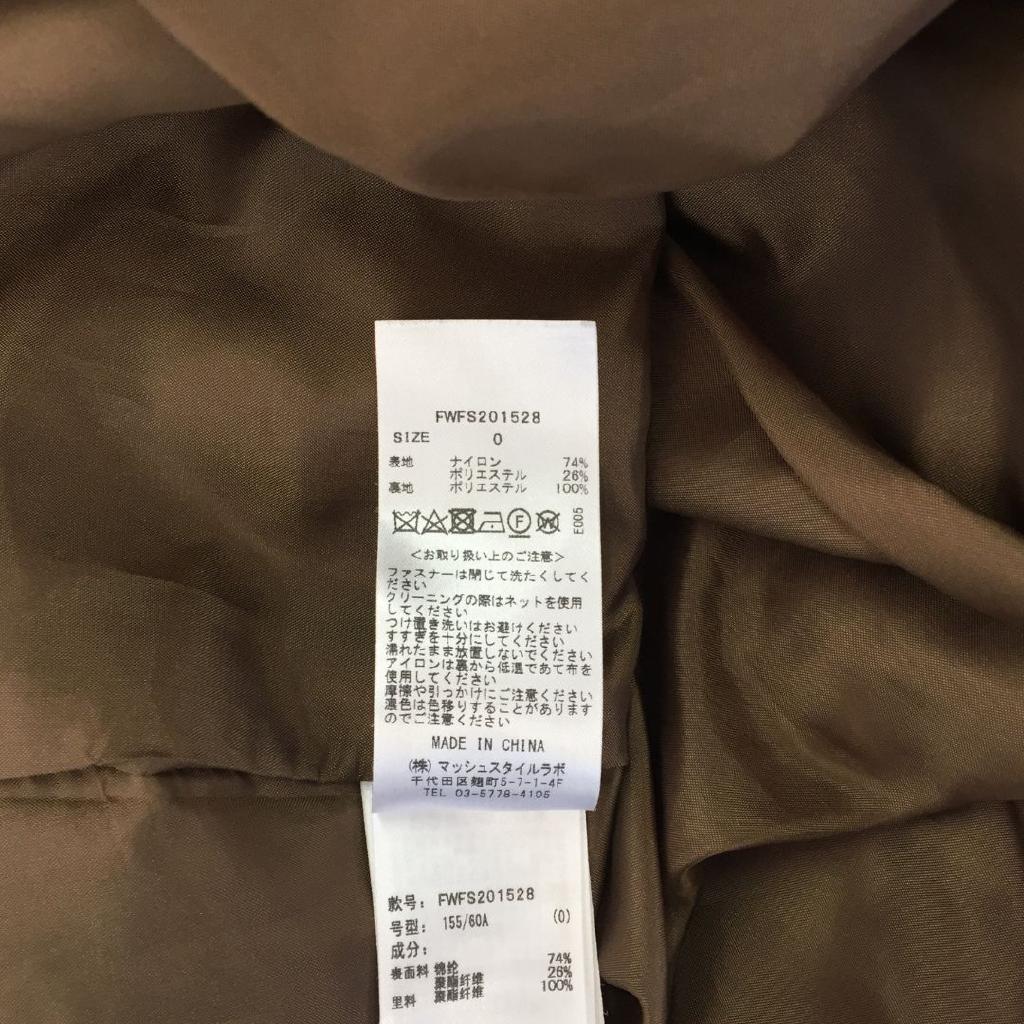 FWFS201528
SIZE 0
表地 ナイロン 74%
ポリエステル 26%
裏地 ポリエステル 100%
F W E005
<お取り扱い上のご注意>
ファスナーは閉じて洗たくしてく
ださい
クリーニングの際はネットを使用
してください
つけ置き洗いはお避けください
すすぎを十分にしてください
濡れたまま放置しないでください
アイロンは裏から低温であて布を
使用してください
摩擦や引っかけにご注意ください
濃色は色移りすることがあります
のでご注意ください
MADE IN CHINA
(株) マッシュスタイルラボ
千代田区麹町5-7-1-4F
TEL 03-5778-4105
款号: FWFS201528
号型: 155/60A (0)
成分:
表面料 锦纶 74%
聚酯纤维 26%
里料 聚酯纤维 100%